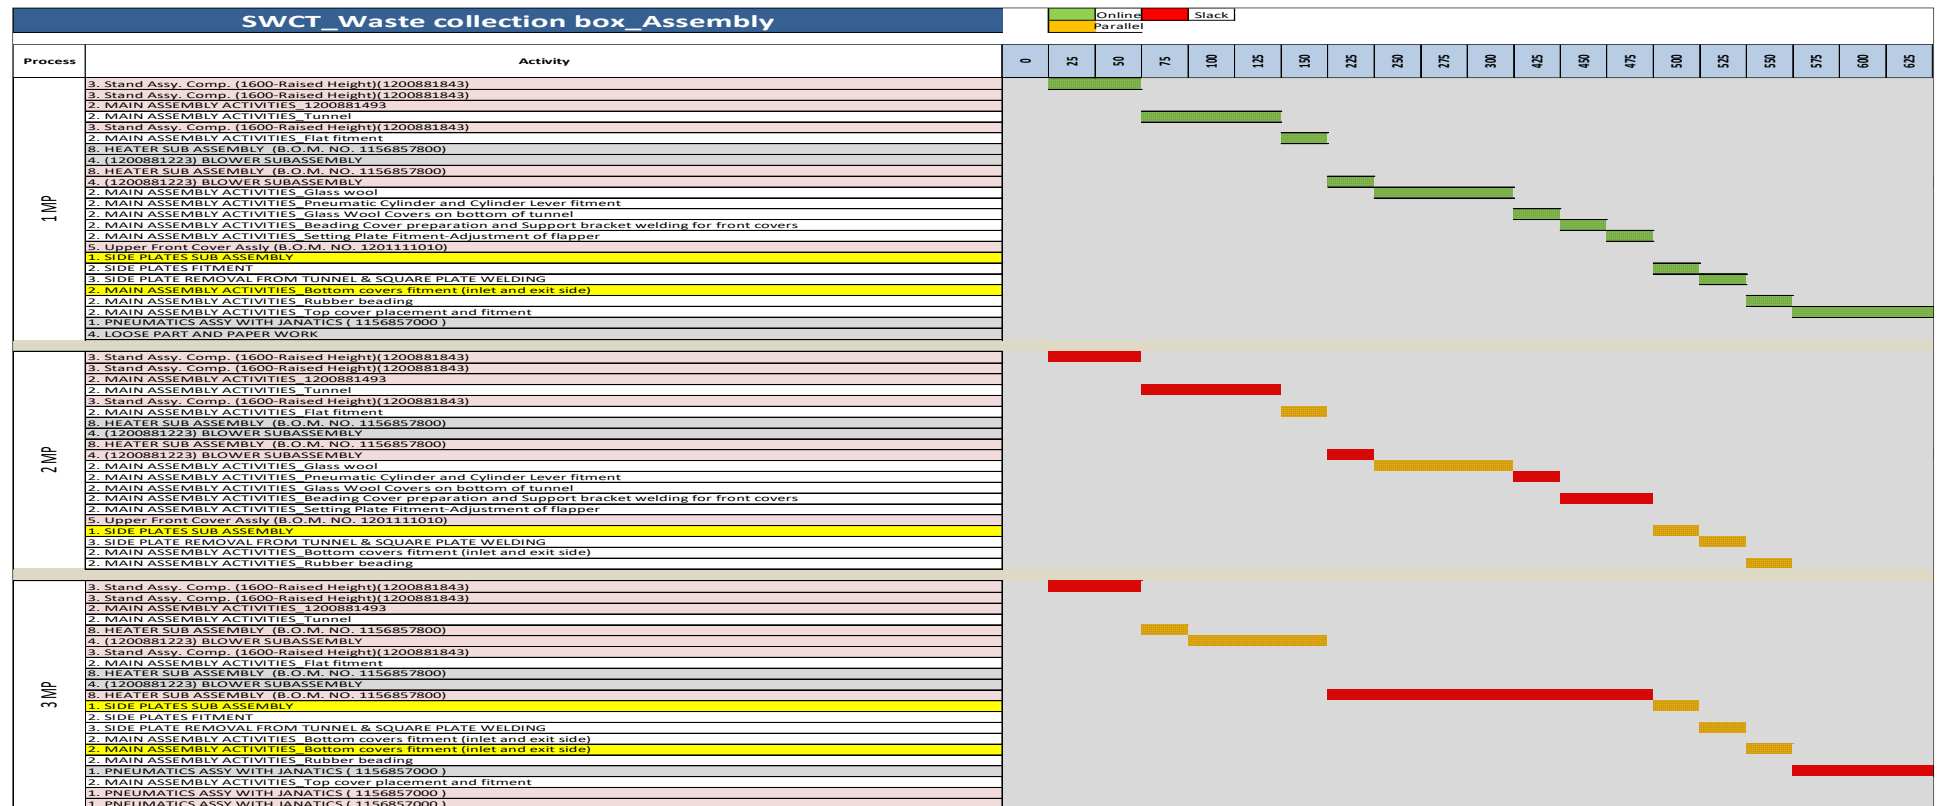 SWCT_Waste collection box_Assembly
Online Slack
Parallel
Process Activity 0 25 50 75 100 125 150 225 250 275 300 425 450 475 500 525 550 575 600 625
1 MP
3. Stand Assy. Comp. (1600-Raised Height)(1200881843)
3. Stand Assy. Comp. (1600-Raised Height)(1200881843)
2. MAIN ASSEMBLY ACTIVITIES_1200881493
2. MAIN ASSEMBLY ACTIVITIES_Tunnel
3. Stand Assy. Comp. (1600-Raised Height)(1200881843)
2. MAIN ASSEMBLY ACTIVITIES_Flat fitment
8. HEATER SUB ASSEMBLY (B.O.M. NO. 1156857800)
4. (1200881223) BLOWER SUBASSEMBLY
8. HEATER SUB ASSEMBLY (B.O.M. NO. 1156857800)
4. (1200881223) BLOWER SUBASSEMBLY
2. MAIN ASSEMBLY ACTIVITIES_Glass wool
2. MAIN ASSEMBLY ACTIVITIES_Pneumatic Cylinder and Cylinder Lever fitment
2. MAIN ASSEMBLY ACTIVITIES_Glass Wool Covers on bottom of tunnel
2. MAIN ASSEMBLY ACTIVITIES_Beading Cover preparation and Support bracket welding for front covers
2. MAIN ASSEMBLY ACTIVITIES_Setting Plate Fitment-Adjustment of flapper
5. Upper Front Cover Assly (B.O.M. NO. 1201111010)
1. SIDE PLATES SUB ASSEMBLY
2. SIDE PLATES FITMENT
3. SIDE PLATE REMOVAL FROM TUNNEL & SQUARE PLATE WELDING
2. MAIN ASSEMBLY ACTIVITIES_Bottom covers fitment (inlet and exit side)
2. MAIN ASSEMBLY ACTIVITIES_Rubber beading
2. MAIN ASSEMBLY ACTIVITIES_Top cover placement and fitment
1. PNEUMATICS ASSY WITH JANATICS ( 1156857000 )
4. LOOSE PART AND PAPER WORK
2 MP
3. Stand Assy. Comp. (1600-Raised Height)(1200881843)
3. Stand Assy. Comp. (1600-Raised Height)(1200881843)
2. MAIN ASSEMBLY ACTIVITIES_1200881493
2. MAIN ASSEMBLY ACTIVITIES_Tunnel
3. Stand Assy. Comp. (1600-Raised Height)(1200881843)
2. MAIN ASSEMBLY ACTIVITIES_Flat fitment
8. HEATER SUB ASSEMBLY (B.O.M. NO. 1156857800)
4. (1200881223) BLOWER SUBASSEMBLY
8. HEATER SUB ASSEMBLY (B.O.M. NO. 1156857800)
4. (1200881223) BLOWER SUBASSEMBLY
2. MAIN ASSEMBLY ACTIVITIES_Glass wool
2. MAIN ASSEMBLY ACTIVITIES_Pneumatic Cylinder and Cylinder Lever fitment
2. MAIN ASSEMBLY ACTIVITIES_Glass Wool Covers on bottom of tunnel
2. MAIN ASSEMBLY ACTIVITIES_Beading Cover preparation and Support bracket welding for front covers
2. MAIN ASSEMBLY ACTIVITIES_Setting Plate Fitment-Adjustment of flapper
5. Upper Front Cover Assly (B.O.M. NO. 1201111010)
1. SIDE PLATES SUB ASSEMBLY
3. SIDE PLATE REMOVAL FROM TUNNEL & SQUARE PLATE WELDING
2. MAIN ASSEMBLY ACTIVITIES_Bottom covers fitment (inlet and exit side)
2. MAIN ASSEMBLY ACTIVITIES_Rubber beading
3 MP
3. Stand Assy. Comp. (1600-Raised Height)(1200881843)
3. Stand Assy. Comp. (1600-Raised Height)(1200881843)
2. MAIN ASSEMBLY ACTIVITIES_1200881493
2. MAIN ASSEMBLY ACTIVITIES_Tunnel
8. HEATER SUB ASSEMBLY (B.O.M. NO. 1156857800)
4. (1200881223) BLOWER SUBASSEMBLY
3. Stand Assy. Comp. (1600-Raised Height)(1200881843)
2. MAIN ASSEMBLY ACTIVITIES_Flat fitment
8. HEATER SUB ASSEMBLY (B.O.M. NO. 1156857800)
4. (1200881223) BLOWER SUBASSEMBLY
8. HEATER SUB ASSEMBLY (B.O.M. NO. 1156857800)
1. SIDE PLATES SUB ASSEMBLY
2. SIDE PLATES FITMENT
3. SIDE PLATE REMOVAL FROM TUNNEL & SQUARE PLATE WELDING
2. MAIN ASSEMBLY ACTIVITIES_Bottom covers fitment (inlet and exit side)
2. MAIN ASSEMBLY ACTIVITIES_Bottom covers fitment (inlet and exit side)
2. MAIN ASSEMBLY ACTIVITIES_Rubber beading
1. PNEUMATICS ASSY WITH JANATICS ( 1156857000 )
2. MAIN ASSEMBLY ACTIVITIES_Top cover placement and fitment
1. PNEUMATICS ASSY WITH JANATICS ( 1156857000 )
1. PNEUMATICS ASSY WITH JANATICS ( 1156857000 )